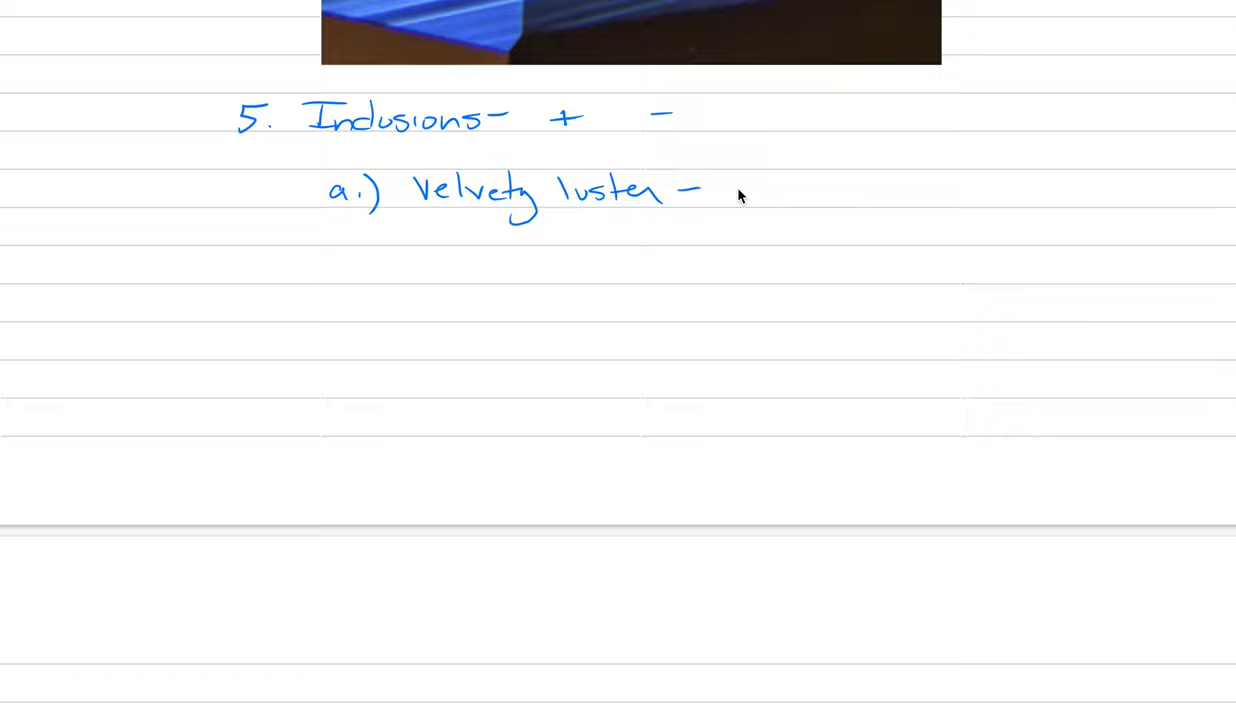 5. Inclusions- + -
a.) Velvety luster -